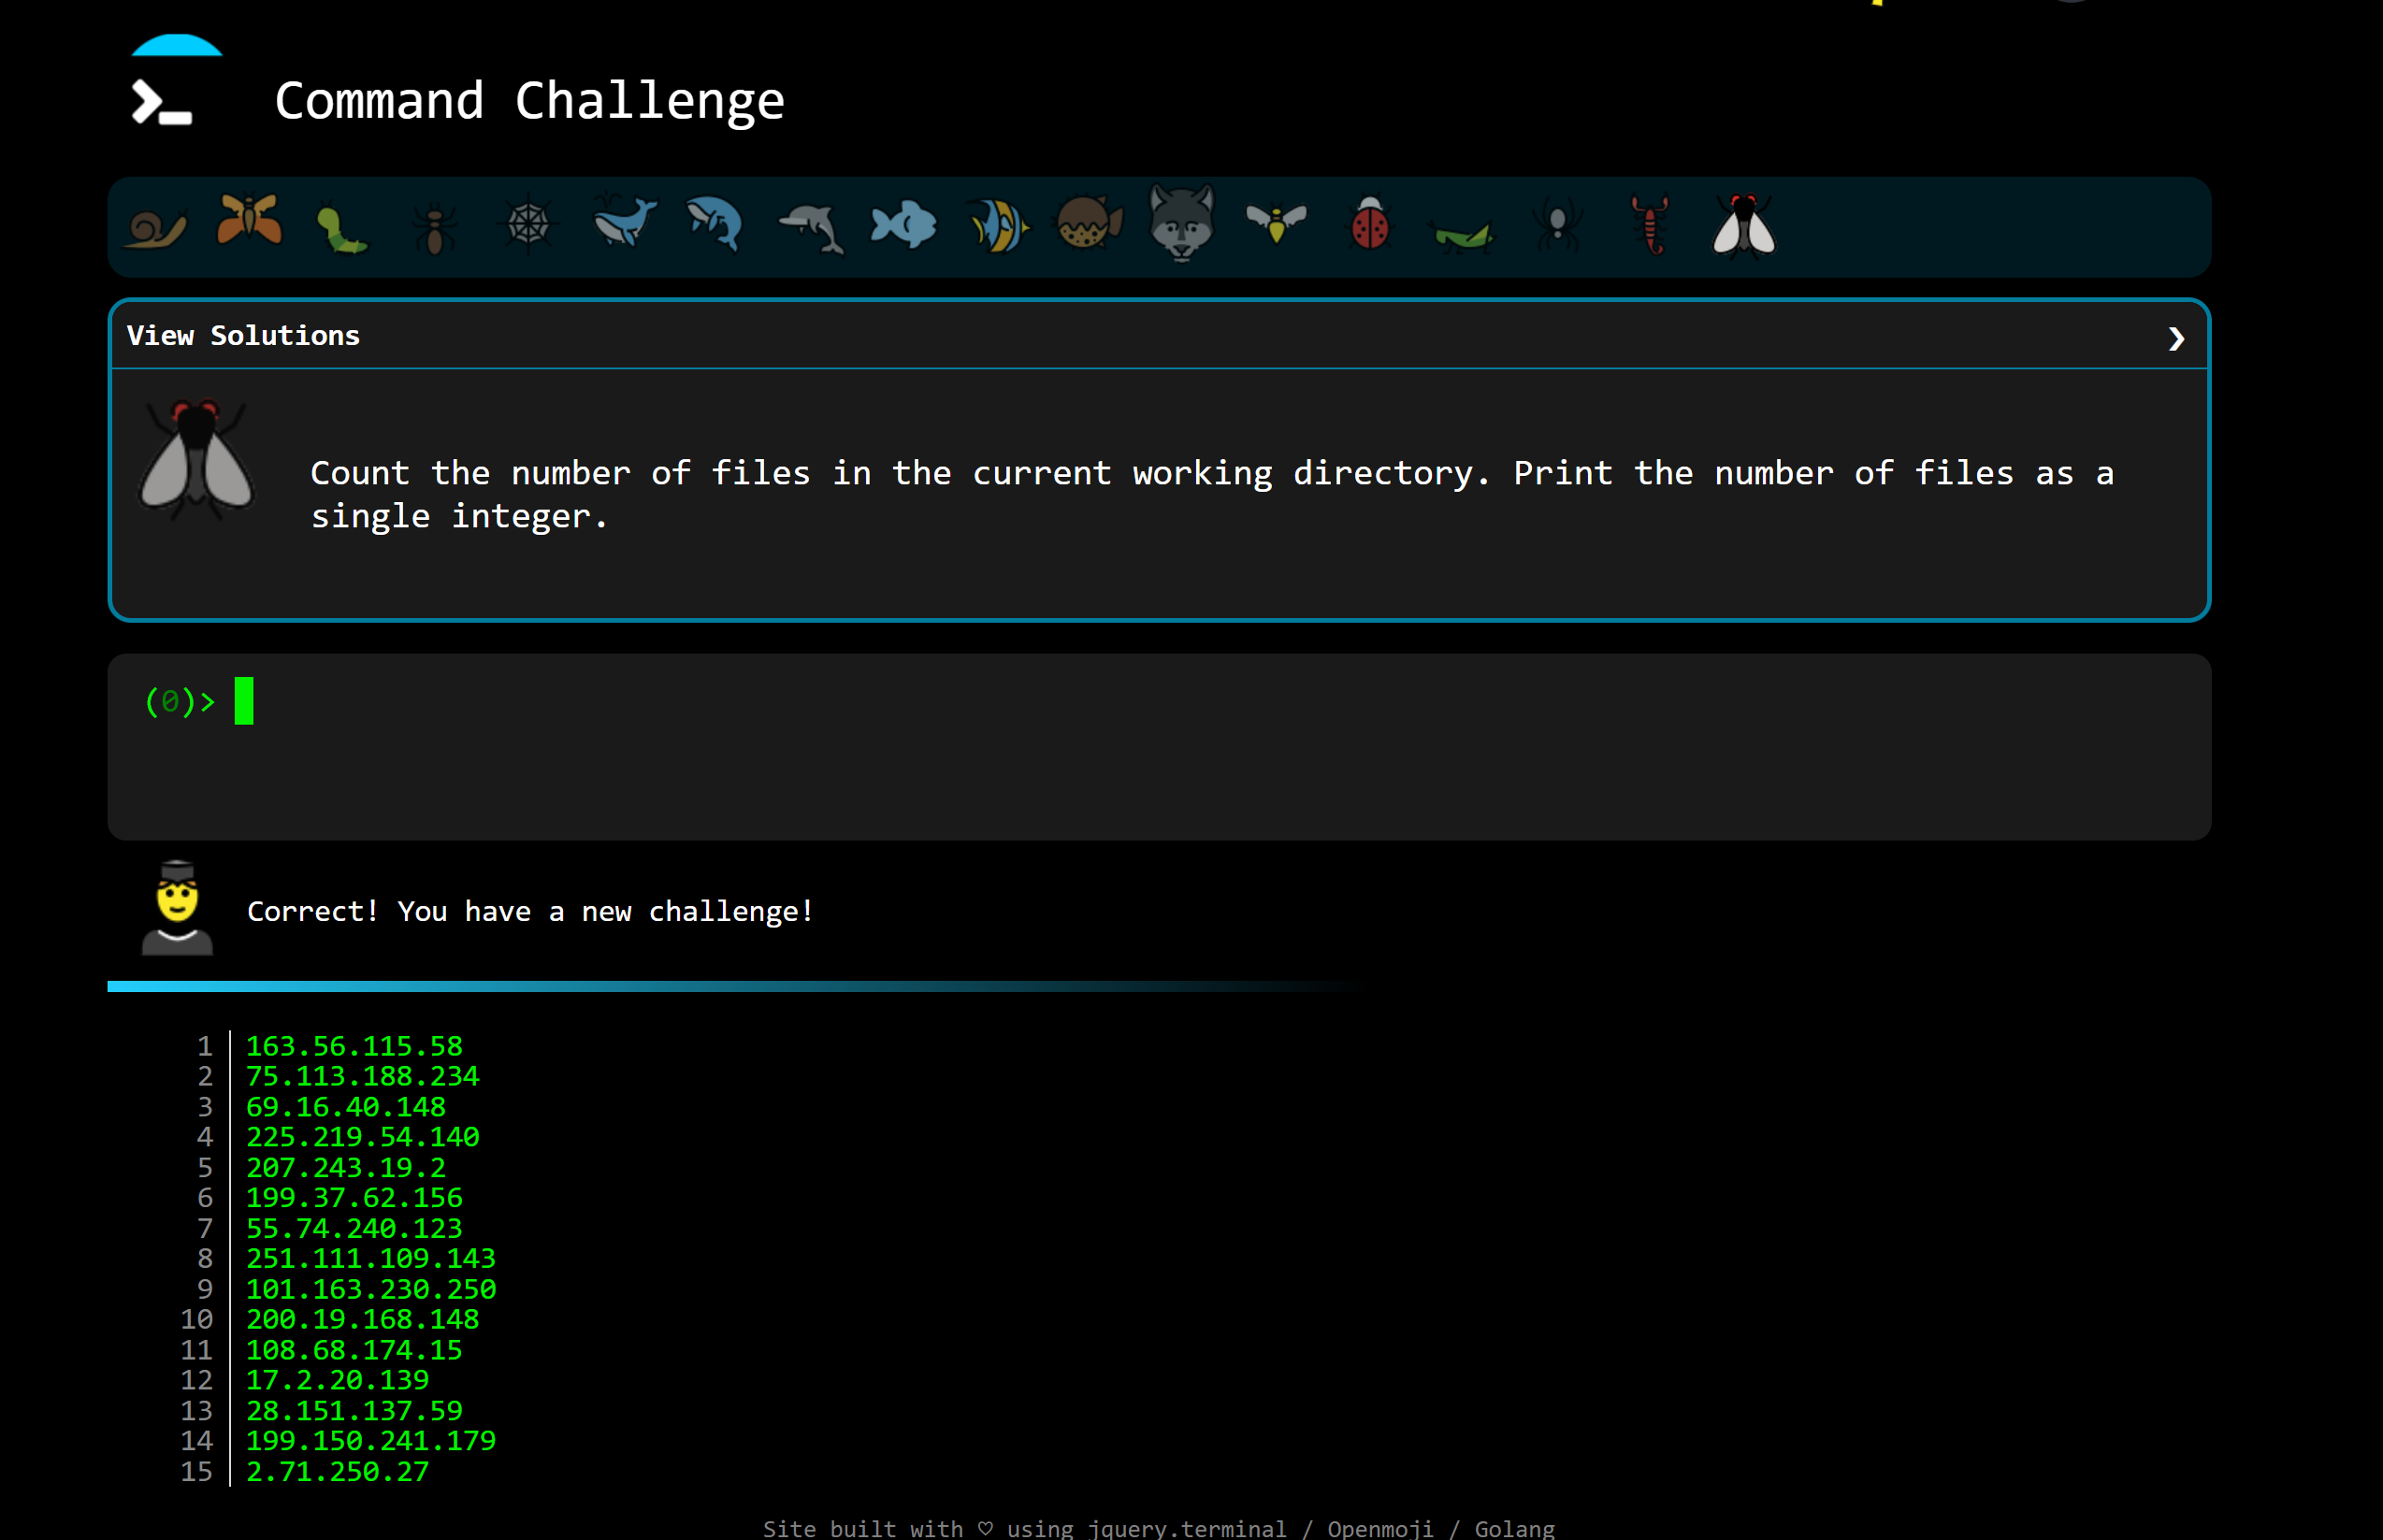 Command Challenge
View Solutions
Count the number of files in the current working directory. Print the number of files as a
single integer.
(0)>
Correct! You have a new challenge!
1 163.56.115.58
2 75.113.188.234
3 69.16.40.148
4 225.219.54.140
5 207.243.19.2
6 199.37.62.156
7 55.74.240.123
8 251.111.109.143
9 101.163.230.250
10 200.19.168.148
11 108.68.174.15
12 17.2.20.139
13 28.151.137.59
14 199.150.241.179
15 2.71.250.27
Site built with ♡ using jquery.terminal / Openmoji / Golang